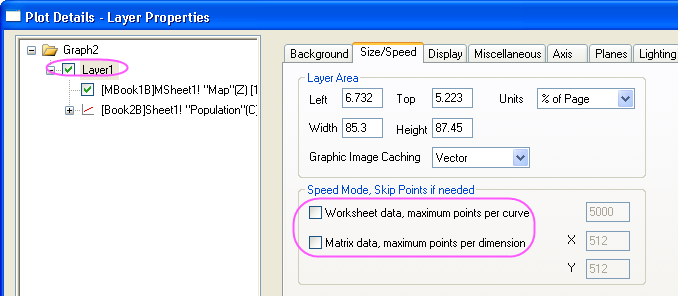 Plot Details - Layer Properties
Graph2
Layer1
[MBook1B]MSheet1! "Map"(Z) [1
[Book2B]Sheet1! "Population"(C)
Background Size/Speed Display Miscellaneous Axis Planes Lighting
Layer Area
Left 6.732 Top 5.223 Units % of Page
Width 85.3 Height 87.45
Graphic Image Caching Vector
Speed Mode, Skip Points if needed
Worksheet data, maximum points per curve 5000
Matrix data, maximum points per dimension X 512
Y 512